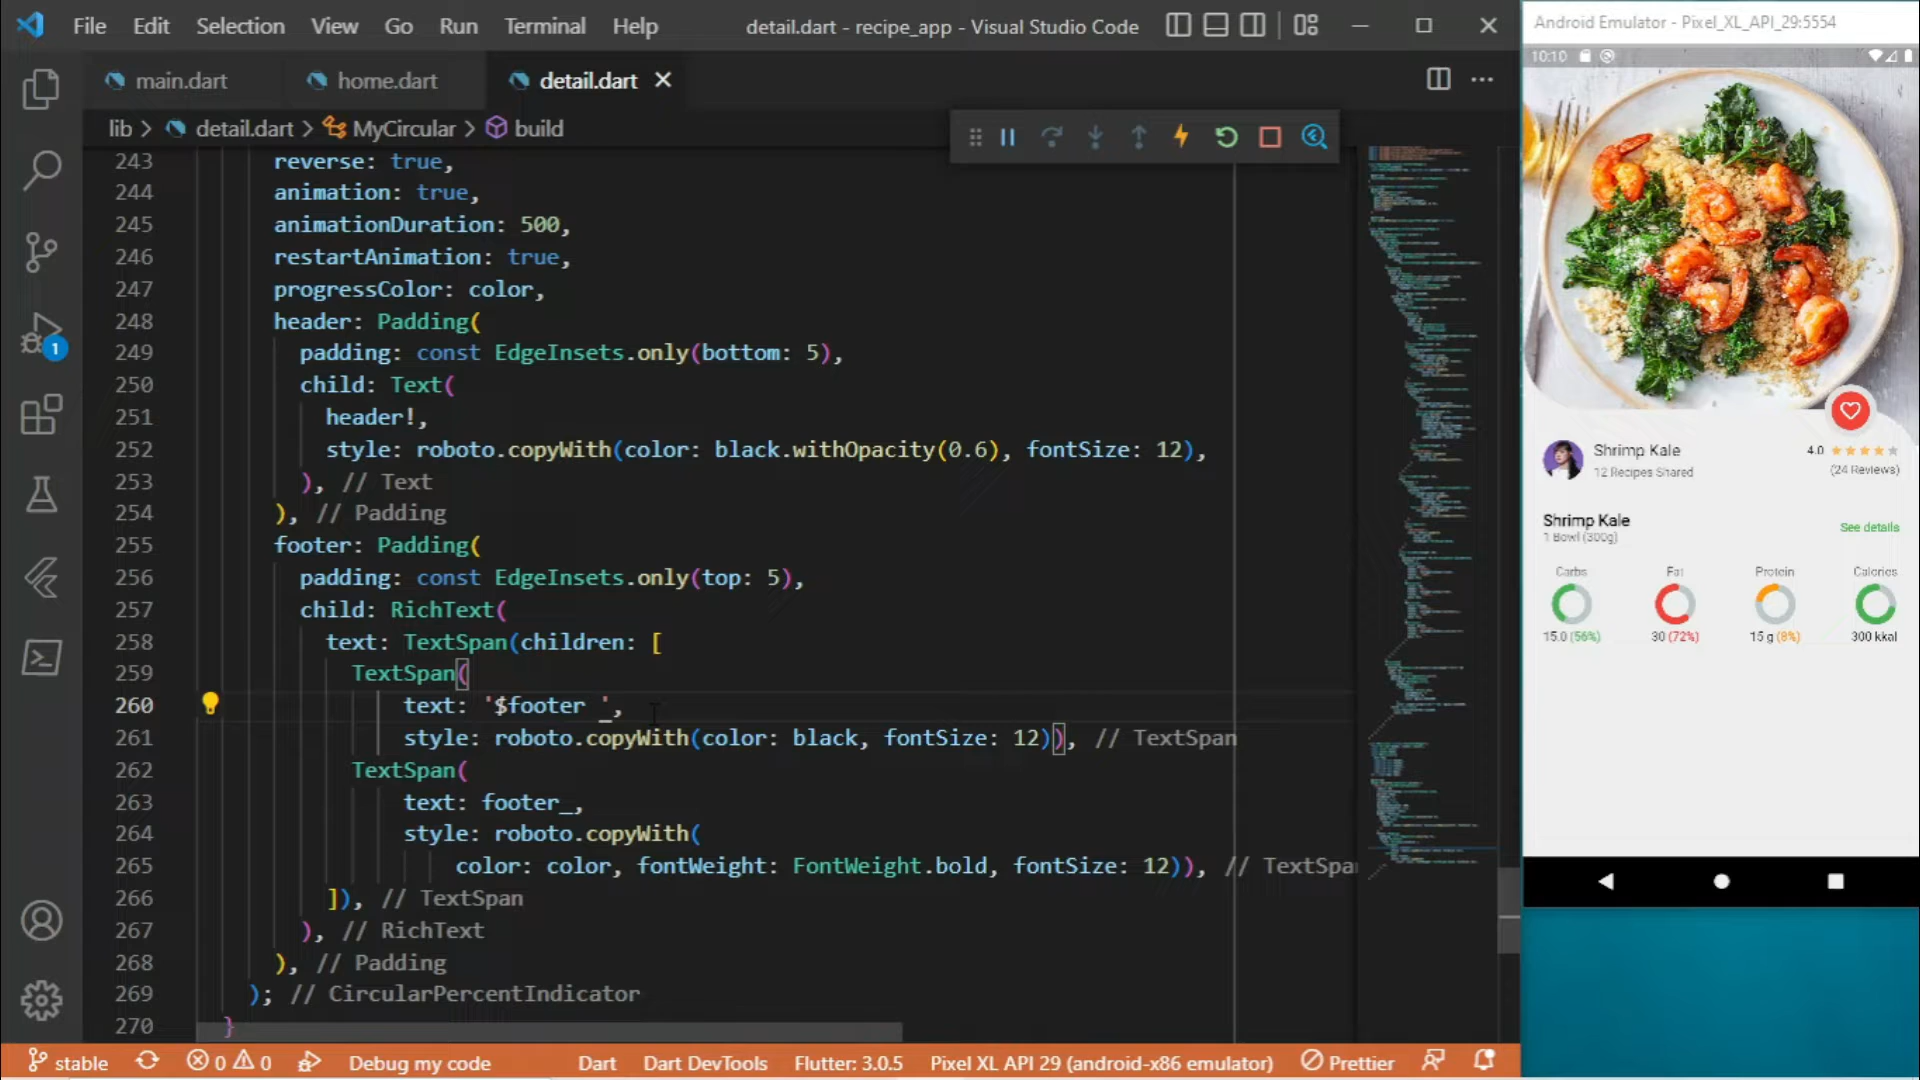 File Edit Selection View Go Run Terminal Help
detail.dart - recipe_app - Visual Studio Code
main.dart home.dart detail.dart
lib > detail.dart > MyCircular > build
243 reverse: true,
244 animation: true,
245 animationDuration: 500,
246 restartAnimation: true,
247 progressColor: color,
248 header: Padding(
249 padding: const EdgeInsets.only(bottom: 5),
250 child: Text(
251 header!,
252 style: roboto.copyWith(color: black.withOpacity(0.6), fontSize: 12),
253 ), // Text
254 ), // Padding
255 footer: Padding(
256 padding: const EdgeInsets.only(top: 5),
257 child: RichText(
258 text: TextSpan(children: [
259 TextSpan(
260 text: '$footer ',
261 style: roboto.copyWith(color: black, fontSize: 12)), // TextSpan
262 TextSpan(
263 text: footer_,
264 style: roboto.copyWith(
265 color: color, fontWeight: FontWeight.bold, fontSize: 12)), // TextSpa
266 ]), // TextSpan
267 ), // RichText
268 ), // Padding
269 ); // CircularPercentIndicator
270 }
1
stable 0 0 Debug my code Dart Dart DevTools Flutter: 3.0.5 Pixel XL API 29 (android-x86 emulator) Prettier
Android Emulator - Pixel_XL_API_29:5554
10:10
Shrimp Kale 4.0
12 Recipes Shared (24 Reviews)
Shrimp Kale
1 Bowl (300g)
See details
Carbs Fat Protein Calories
15.0 (56%) 30 (72%) 15 g (8%) 300 kkal